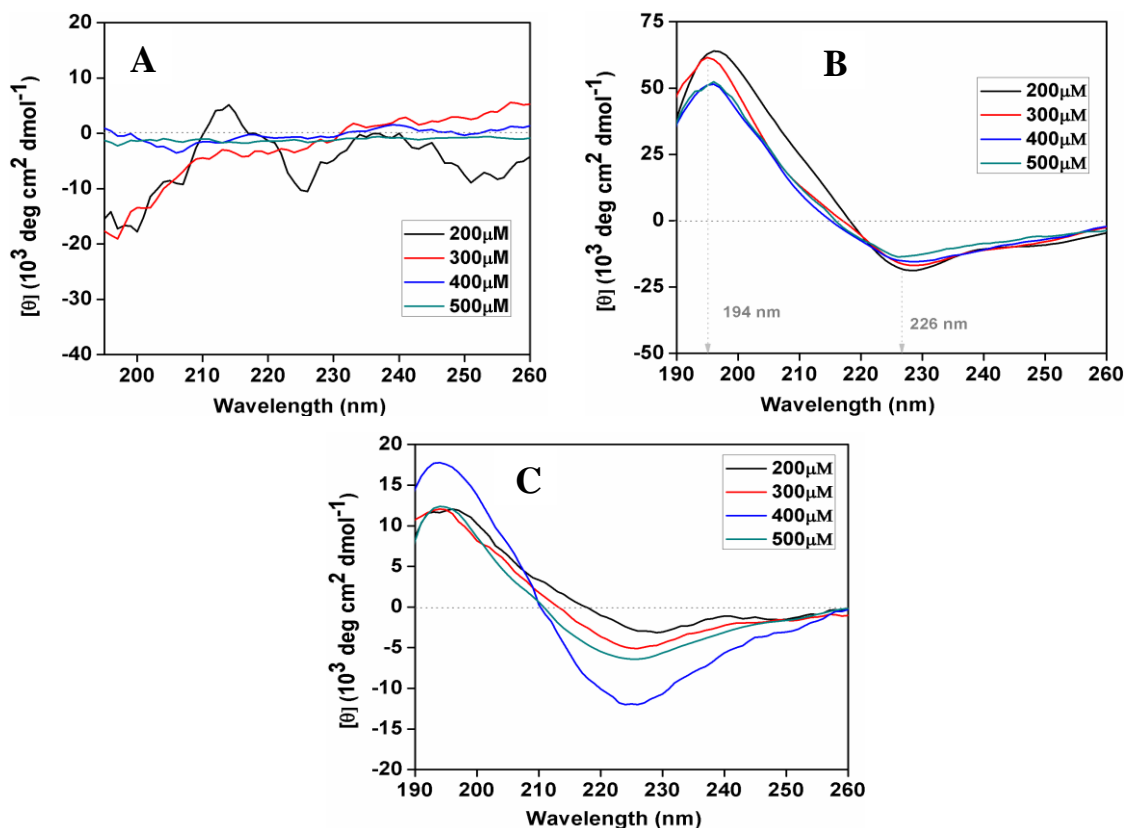 A
[θ] (10³ deg cm² dmol⁻¹)
20
10
0
-10
-20
-30
-40
200μM
300μM
400μM
500μM
200 210 220 230 240 250 260
Wavelength (nm)
B
[θ] (10³ deg cm² dmol⁻¹)
75
50
25
0
-25
-50
200μM
300μM
400μM
500μM
194 nm
226 nm
190 200 210 220 230 240 250 260
Wavelength (nm)
C
[θ] (10³ deg cm² dmol⁻¹)
20
15
10
5
0
-5
-10
-15
-20
200μM
300μM
400μM
500μM
190 200 210 220 230 240 250 260
Wavelength (nm)